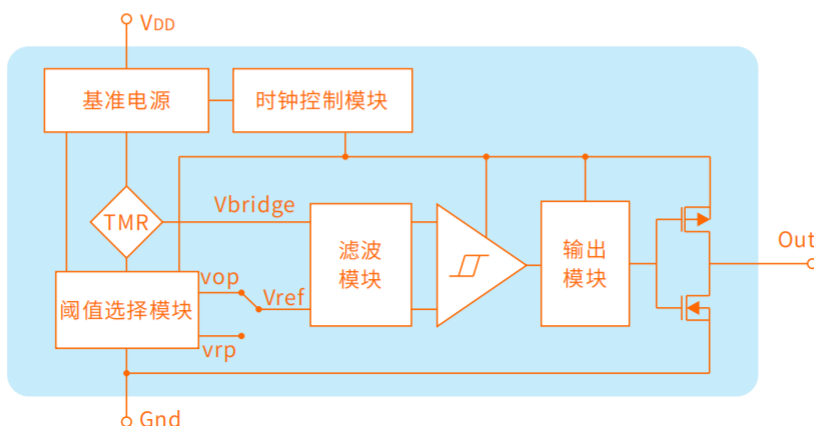 VDD
基准电源
时钟控制模块
TMR
Vbridge
滤波
模块
输出
模块
Out
阈值选择模块
vop
Vref
vrp
Gnd